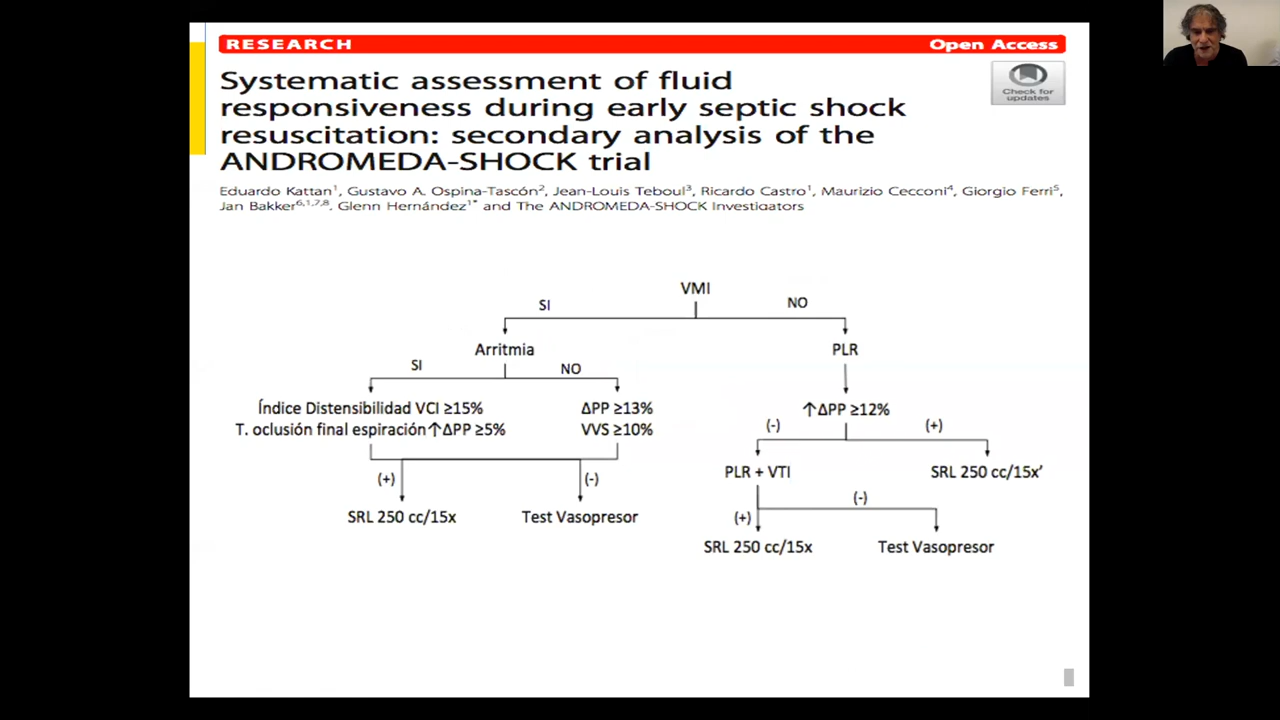 RESEARCH
Open Access
Systematic assessment of fluid
responsiveness during early septic shock
resuscitation: secondary analysis of the
ANDROMEDA-SHOCK trial
Check for
updates
Eduardo Kattan1, Gustavo A. Ospina-Tascón2, Jean-Louis Teboul3, Ricardo Castro1, Maurizio Cecconi4, Giorgio Ferri5,
Jan Bakker6,1,7,8, Glenn Hernández1* and The ANDROMEDA-SHOCK Investigators
VMI
SI
NO
Arritmia
PLR
SI
NO
Índice Distensibilidad VCI ≥15%
T. oclusión final espiración↑ΔPP ≥5%
ΔPP ≥13%
VVS ≥10%
↑ΔPP ≥12%
(-)
(+)
PLR + VTI
SRL 250 cc/15x’
(+)
(-)
SRL 250 cc/15x
Test Vasopresor
(-)
(+)
SRL 250 cc/15x
Test Vasopresor